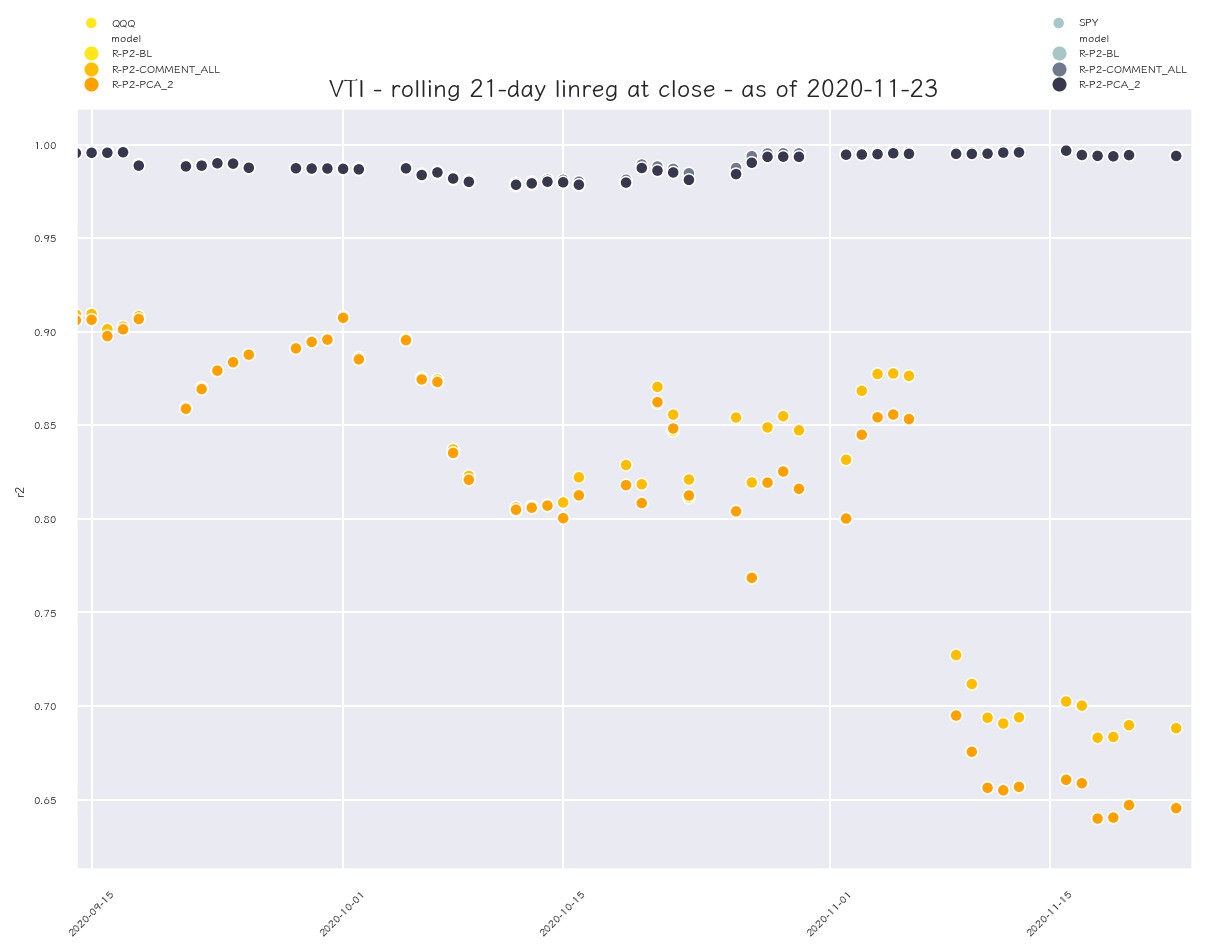 QQQ
model
R-P2-BL
R-P2-COMMENT_ALL
R-P2-PCA_2
SPY
model
R-P2-BL
R-P2-COMMENT_ALL
R-P2-PCA_2
VTI - rolling 21-day linreg at close - as of 2020-11-23
1.00
0.95
0.90
0.85
0.80
0.75
0.70
0.65
r2
2020-09-15
2020-10-01
2020-10-15
2020-11-01
2020-11-15